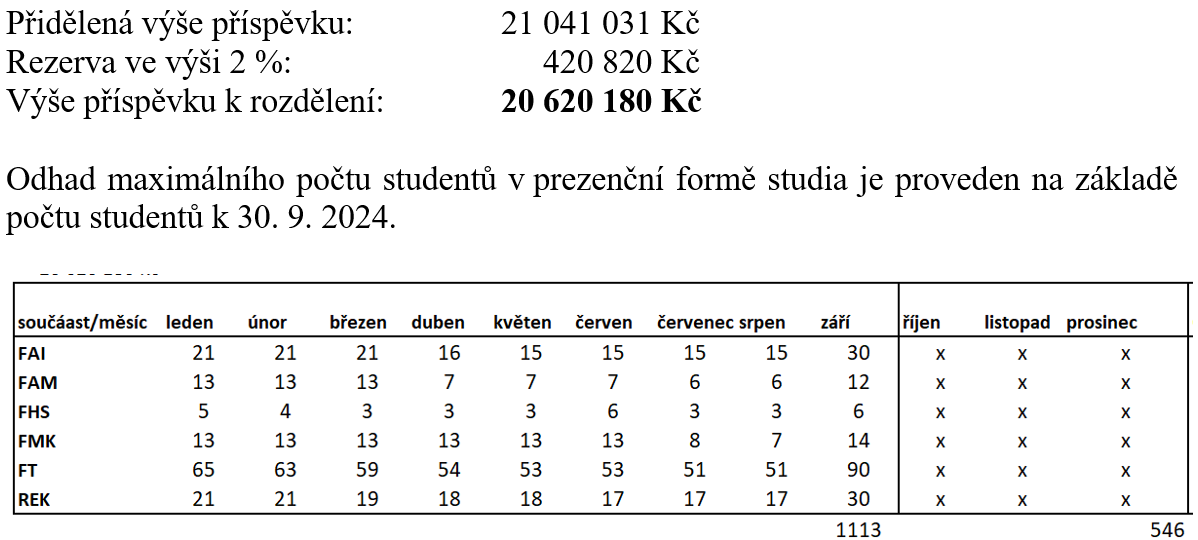 Přidělená výše příspěvku: 21 041 031 Kč
Rezerva ve výši 2 %: 420 820 Kč
Výše příspěvku k rozdělení: 20 620 180 Kč
Odhad maximálního počtu studentů v prezenční formě studia je proveden na základě
počtu studentů k 30. 9. 2024.
součáast/měsíc leden únor březen duben květen červen červenec srpen září říjen listopad prosinec
FAI 21 21 21 16 15 15 15 15 30 x x x
FAM 13 13 13 7 7 7 6 6 12 x x x
FHS 5 4 3 3 3 6 3 3 6 x x x
FMK 13 13 13 13 13 13 8 7 14 x x x
FT 65 63 59 54 53 53 51 51 90 x x x
REK 21 21 19 18 18 17 17 17 30 x x x
1113 546